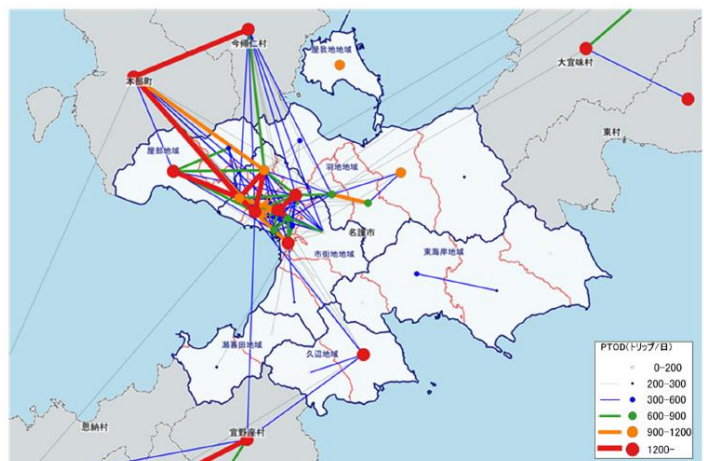 今帰仁村
屋我地地域
大宜味村
本部町
東村
屋部地域
羽地地域
名護市
市街地地域
東海岸地域
瀬喜田地域
久辺地域
恩納村
宜野座村
PTOD(トリップ/日)
0-200
200-300
300-600
600-900
900-1200
1200-